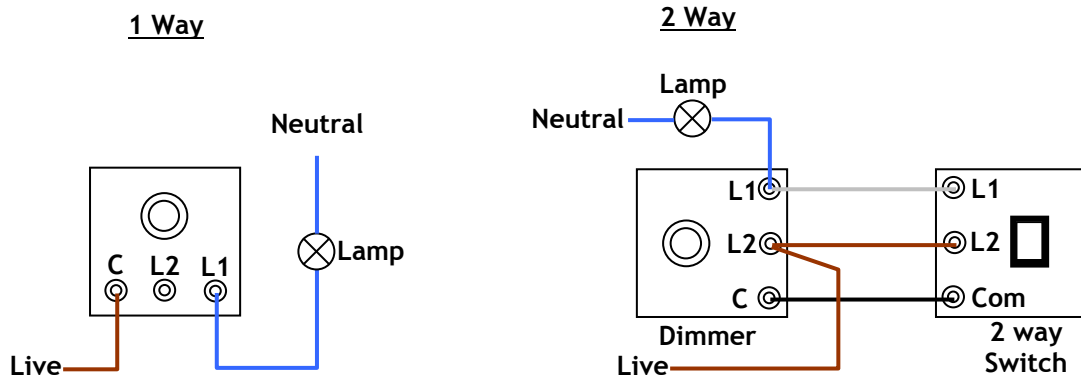 1 Way
Neutral
Lamp
C L2 L1
Live
2 Way
Lamp
Neutral
L1
L2
C
Dimmer
Live
L1
L2
Com
2 way
Switch